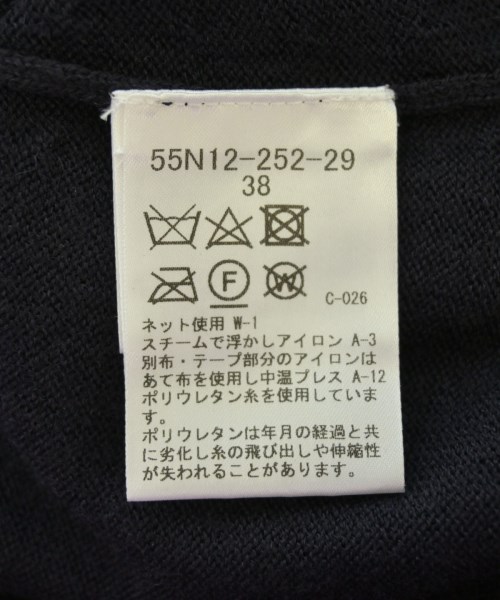 55N12-252-29
38
F W
C-026
ネット使用 W-1
スチームで浮かしアイロン A-3
別布・テープ部分のアイロンは
あて布を使用し中温プレス A-12
ポリウレタン糸を使用していま
す。
ポリウレタンは年月の経過と共
に劣化し糸の飛び出しや伸縮性
が失われることがあります。